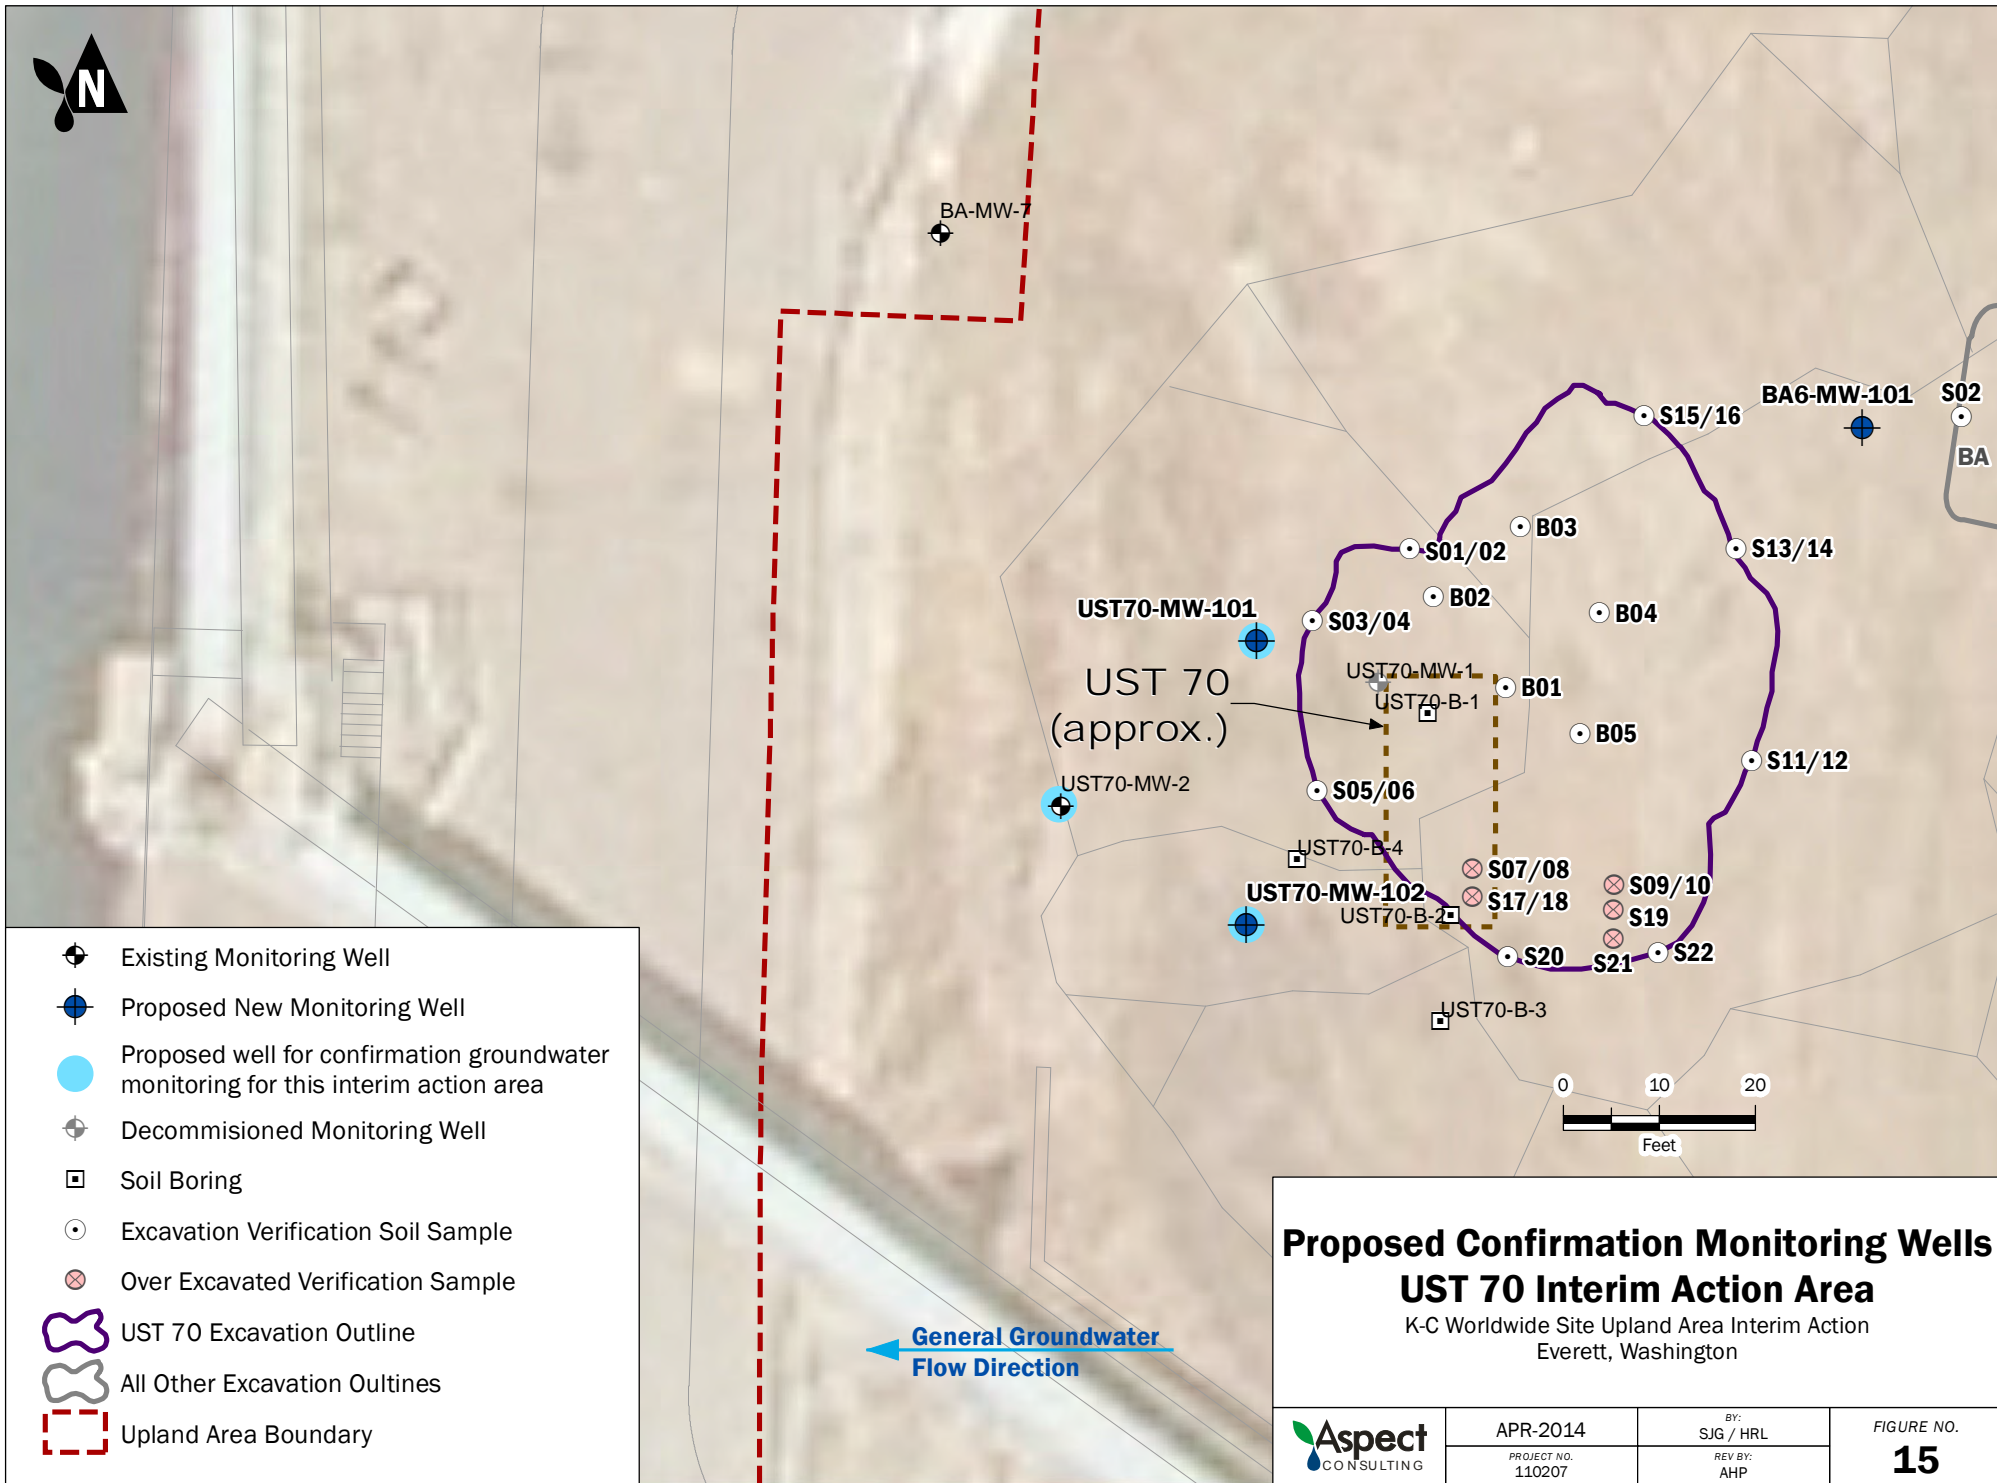 N
BA-MW-7
BA6-MW-101
S02
BA
S15/16
B03
S01/02
S13/14
B02
B04
UST70-MW-101
S03/04
UST 70
(approx.)
UST70-MW-1
UST70-B-1
B01
B05
S11/12
UST70-MW-2
S05/06
UST70-B-4
S07/08
S09/10
UST70-MW-102
S17/18
UST70-B-2
S19
S20
S21
S22
UST70-B-3
0 10 20
Feet
Existing Monitoring Well
Proposed New Monitoring Well
Proposed well for confirmation groundwater
monitoring for this interim action area
Decommisioned Monitoring Well
Soil Boring
Excavation Verification Soil Sample
Over Excavated Verification Sample
UST 70 Excavation Outline
All Other Excavation Oultines
Upland Area Boundary
General Groundwater
Flow Direction
Proposed Confirmation Monitoring Wells
UST 70 Interim Action Area
K-C Worldwide Site Upland Area Interim Action
Everett, Washington
Aspect
CONSULTING
APR-2014
PROJECT NO.
110207
BY:
SJG / HRL
REV BY:
AHP
FIGURE NO.
15